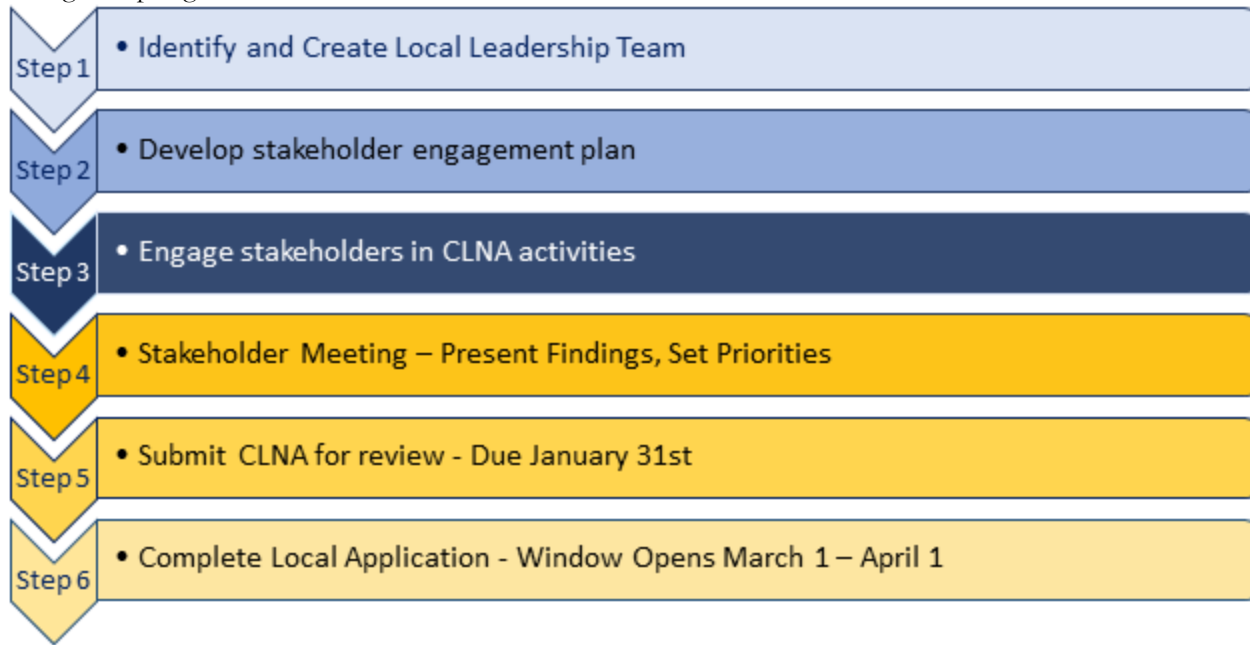 Step 1
• Identify and Create Local Leadership Team
Step 2
• Develop stakeholder engagement plan
Step 3
• Engage stakeholders in CLNA activities
Step 4
• Stakeholder Meeting – Present Findings, Set Priorities
Step 5
• Submit CLNA for review - Due January 31st
Step 6
• Complete Local Application - Window Opens March 1 – April 1